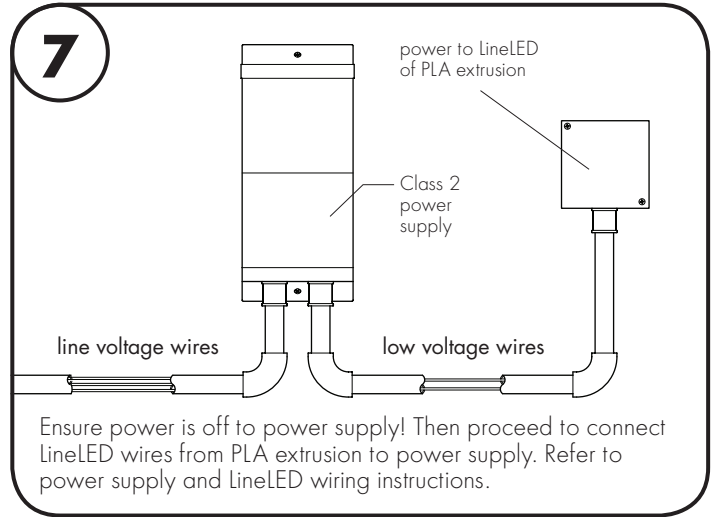 7
power to LineLED
of PLA extrusion
Class 2
power
supply
line voltage wires
low voltage wires
Ensure power is off to power supply! Then proceed to connect
LineLED wires from PLA extrusion to power supply. Refer to
power supply and LineLED wiring instructions.